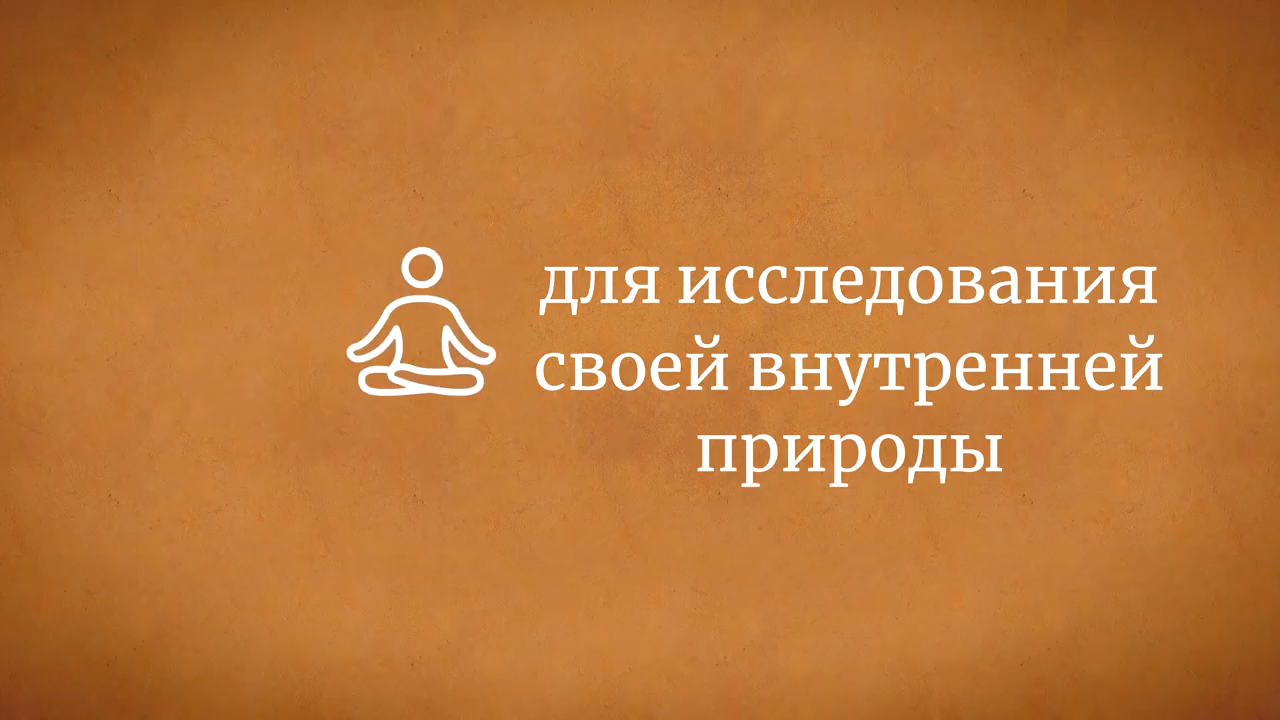 для исследования
своей внутренней
природы